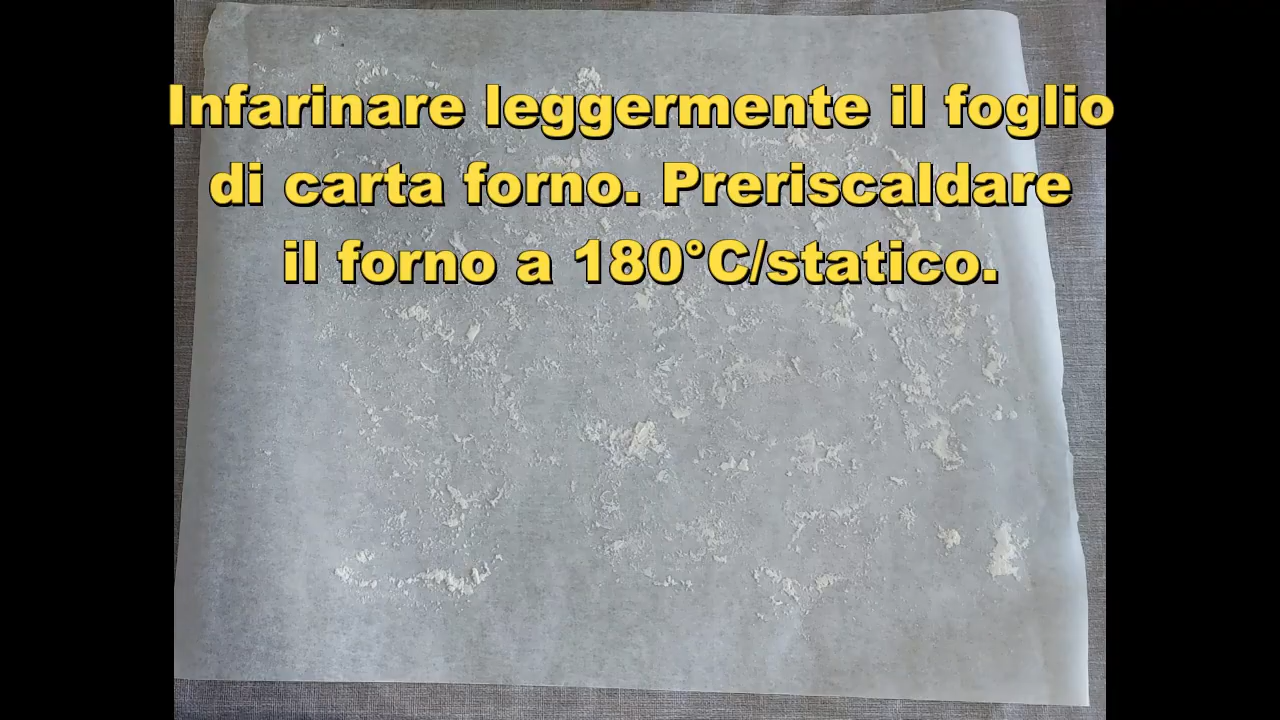 Infarinare leggermente il foglio
di carta forno. Preriscaldare
il forno a 180°C/statico.